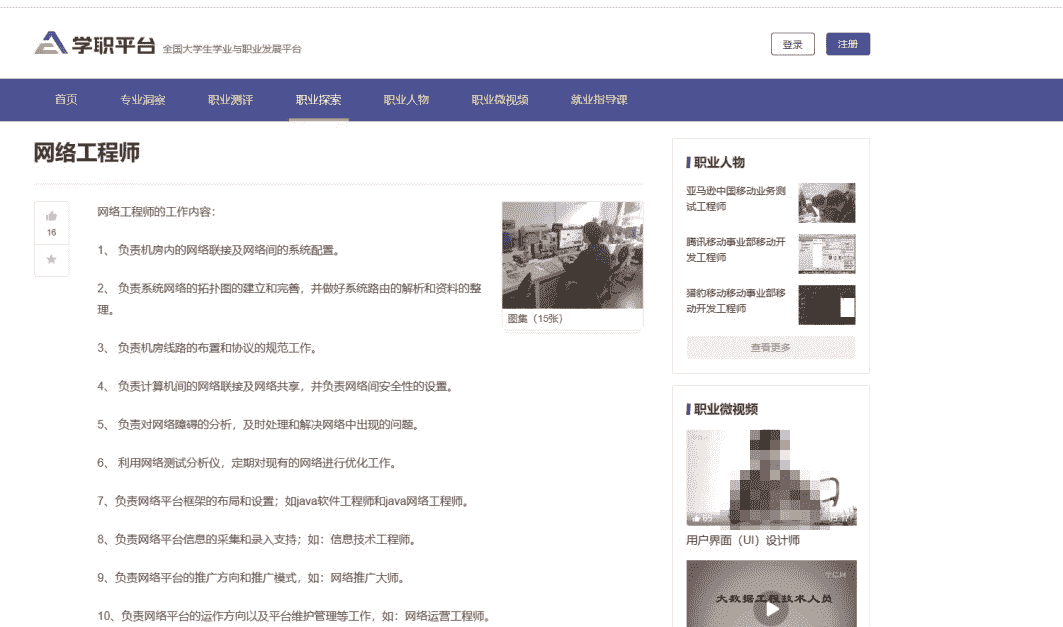 学职平台 全国大学生学业与职业发展平台
登录 注册
首页 专业洞察 职业测评 职业探索 职业人物 职业微视频 就业指导课
网络工程师
16
网络工程师的工作内容：
1、 负责机房内的网络联接及网络间的系统配置。
2、 负责系统网络的拓扑图的建立和完善，并做好系统路由的解析和资料的整
理。
3、 负责机房线路的布置和协议的规范工作。
4、 负责计算机间的网络联接及网络共享，并负责网络间安全性的设置。
5、 负责对网络障碍的分析，及时处理和解决网络中出现的问题。
6、 利用网络测试分析仪，定期对现有的网络进行优化工作。
7、负责网络平台框架的布局和设置；如java软件工程师和java网络工程师。
8、负责网络平台信息的采集和录入支持；如：信息技术工程师。
9、负责网络平台的推广方向和推广模式，如：网络推广大师。
10、负责网络平台的运作方向以及平台维护管理等工作，如：网络运营工程师。
图集（15张）
职业人物
亚马逊中国移动业务测
试工程师
腾讯移动事业部移动开
发工程师
猎豹移动移动事业部移
动开发工程师
查看更多
职业微视频
65
用户界面（UI）设计师
学信网
大数据工程技术人员